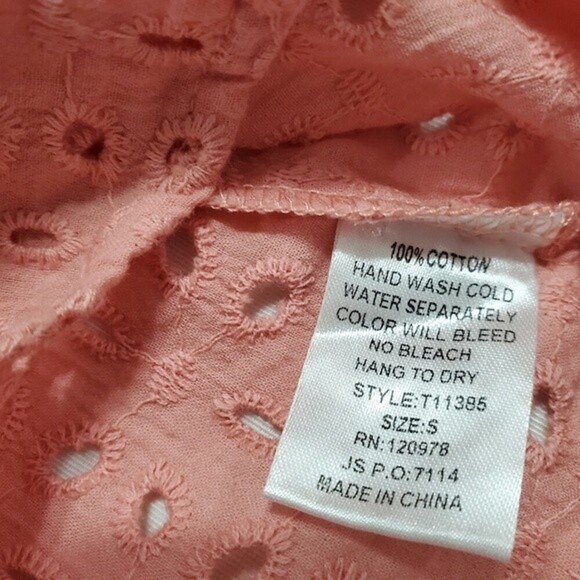 100% COTTON
HAND WASH COLD
WATER SEPARATELY
COLOR WILL BLEED
NO BLEACH
HANG TO DRY
STYLE:T11385
SIZE:S
RN:120978
JS P.O:7114
MADE IN CHINA